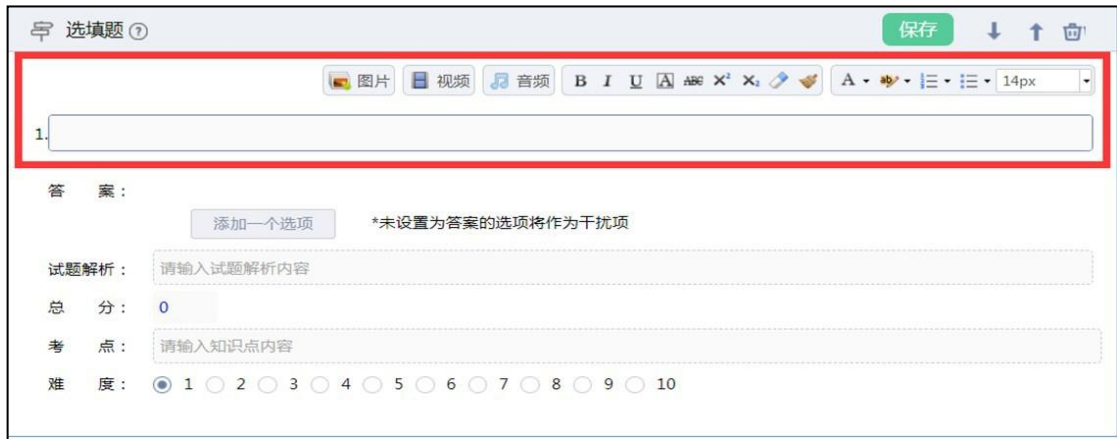 选填题 ? 保存
图片 视频 音频 B I U A ABC X² X₂ A ab 14px
1.
答 案：
添加一个选项 *未设置为答案的选项将作为干扰项
试题解析： 请输入试题解析内容
总 分： 0
考 点： 请输入知识点内容
难 度： 1 2 3 4 5 6 7 8 9 10